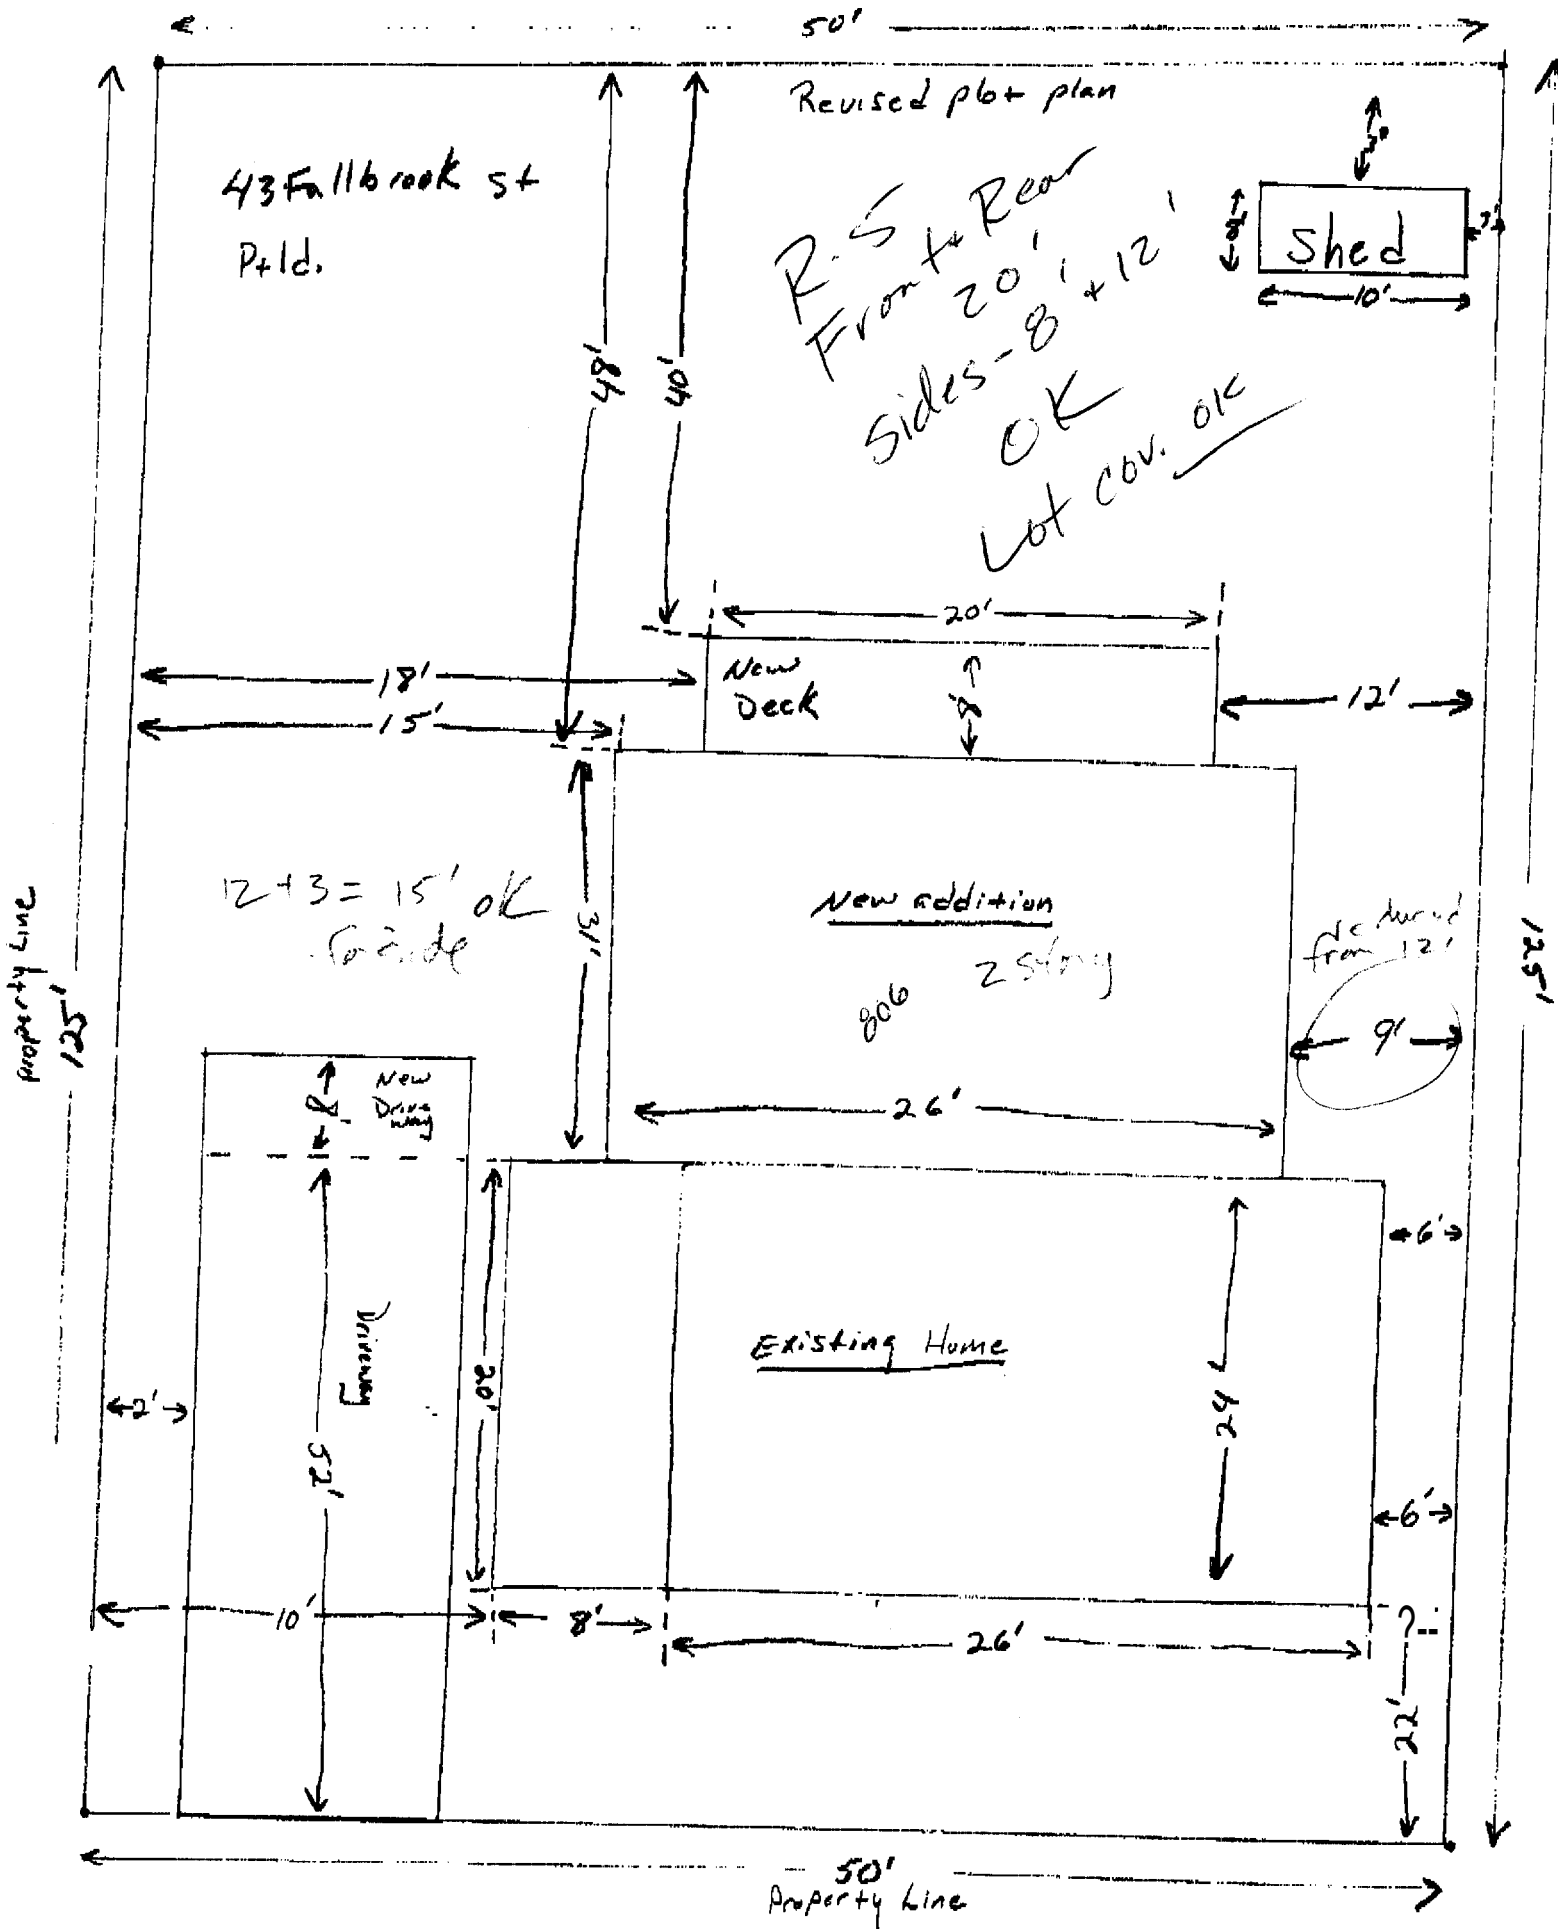 50'
Revised plot plan
43 Fallbrook st
Ptld.
R-5
Front + Rear
20'
Sides - 8' + 12'
OK
Lot cov. OK
Shed
10'
48'
40'
20'
18'
15'
New
Deck
8'
12'
property Line
125'
125'
12 + 3 = 15' OK
31'
New addition
2 story
806
reduced
from 12'
9'
26'
8'
New
Drive
way
6'
Driveway
52'
20'
Existing Home
24'
2'
6'
10'
8'
26'
?
22'
50'
Property Line